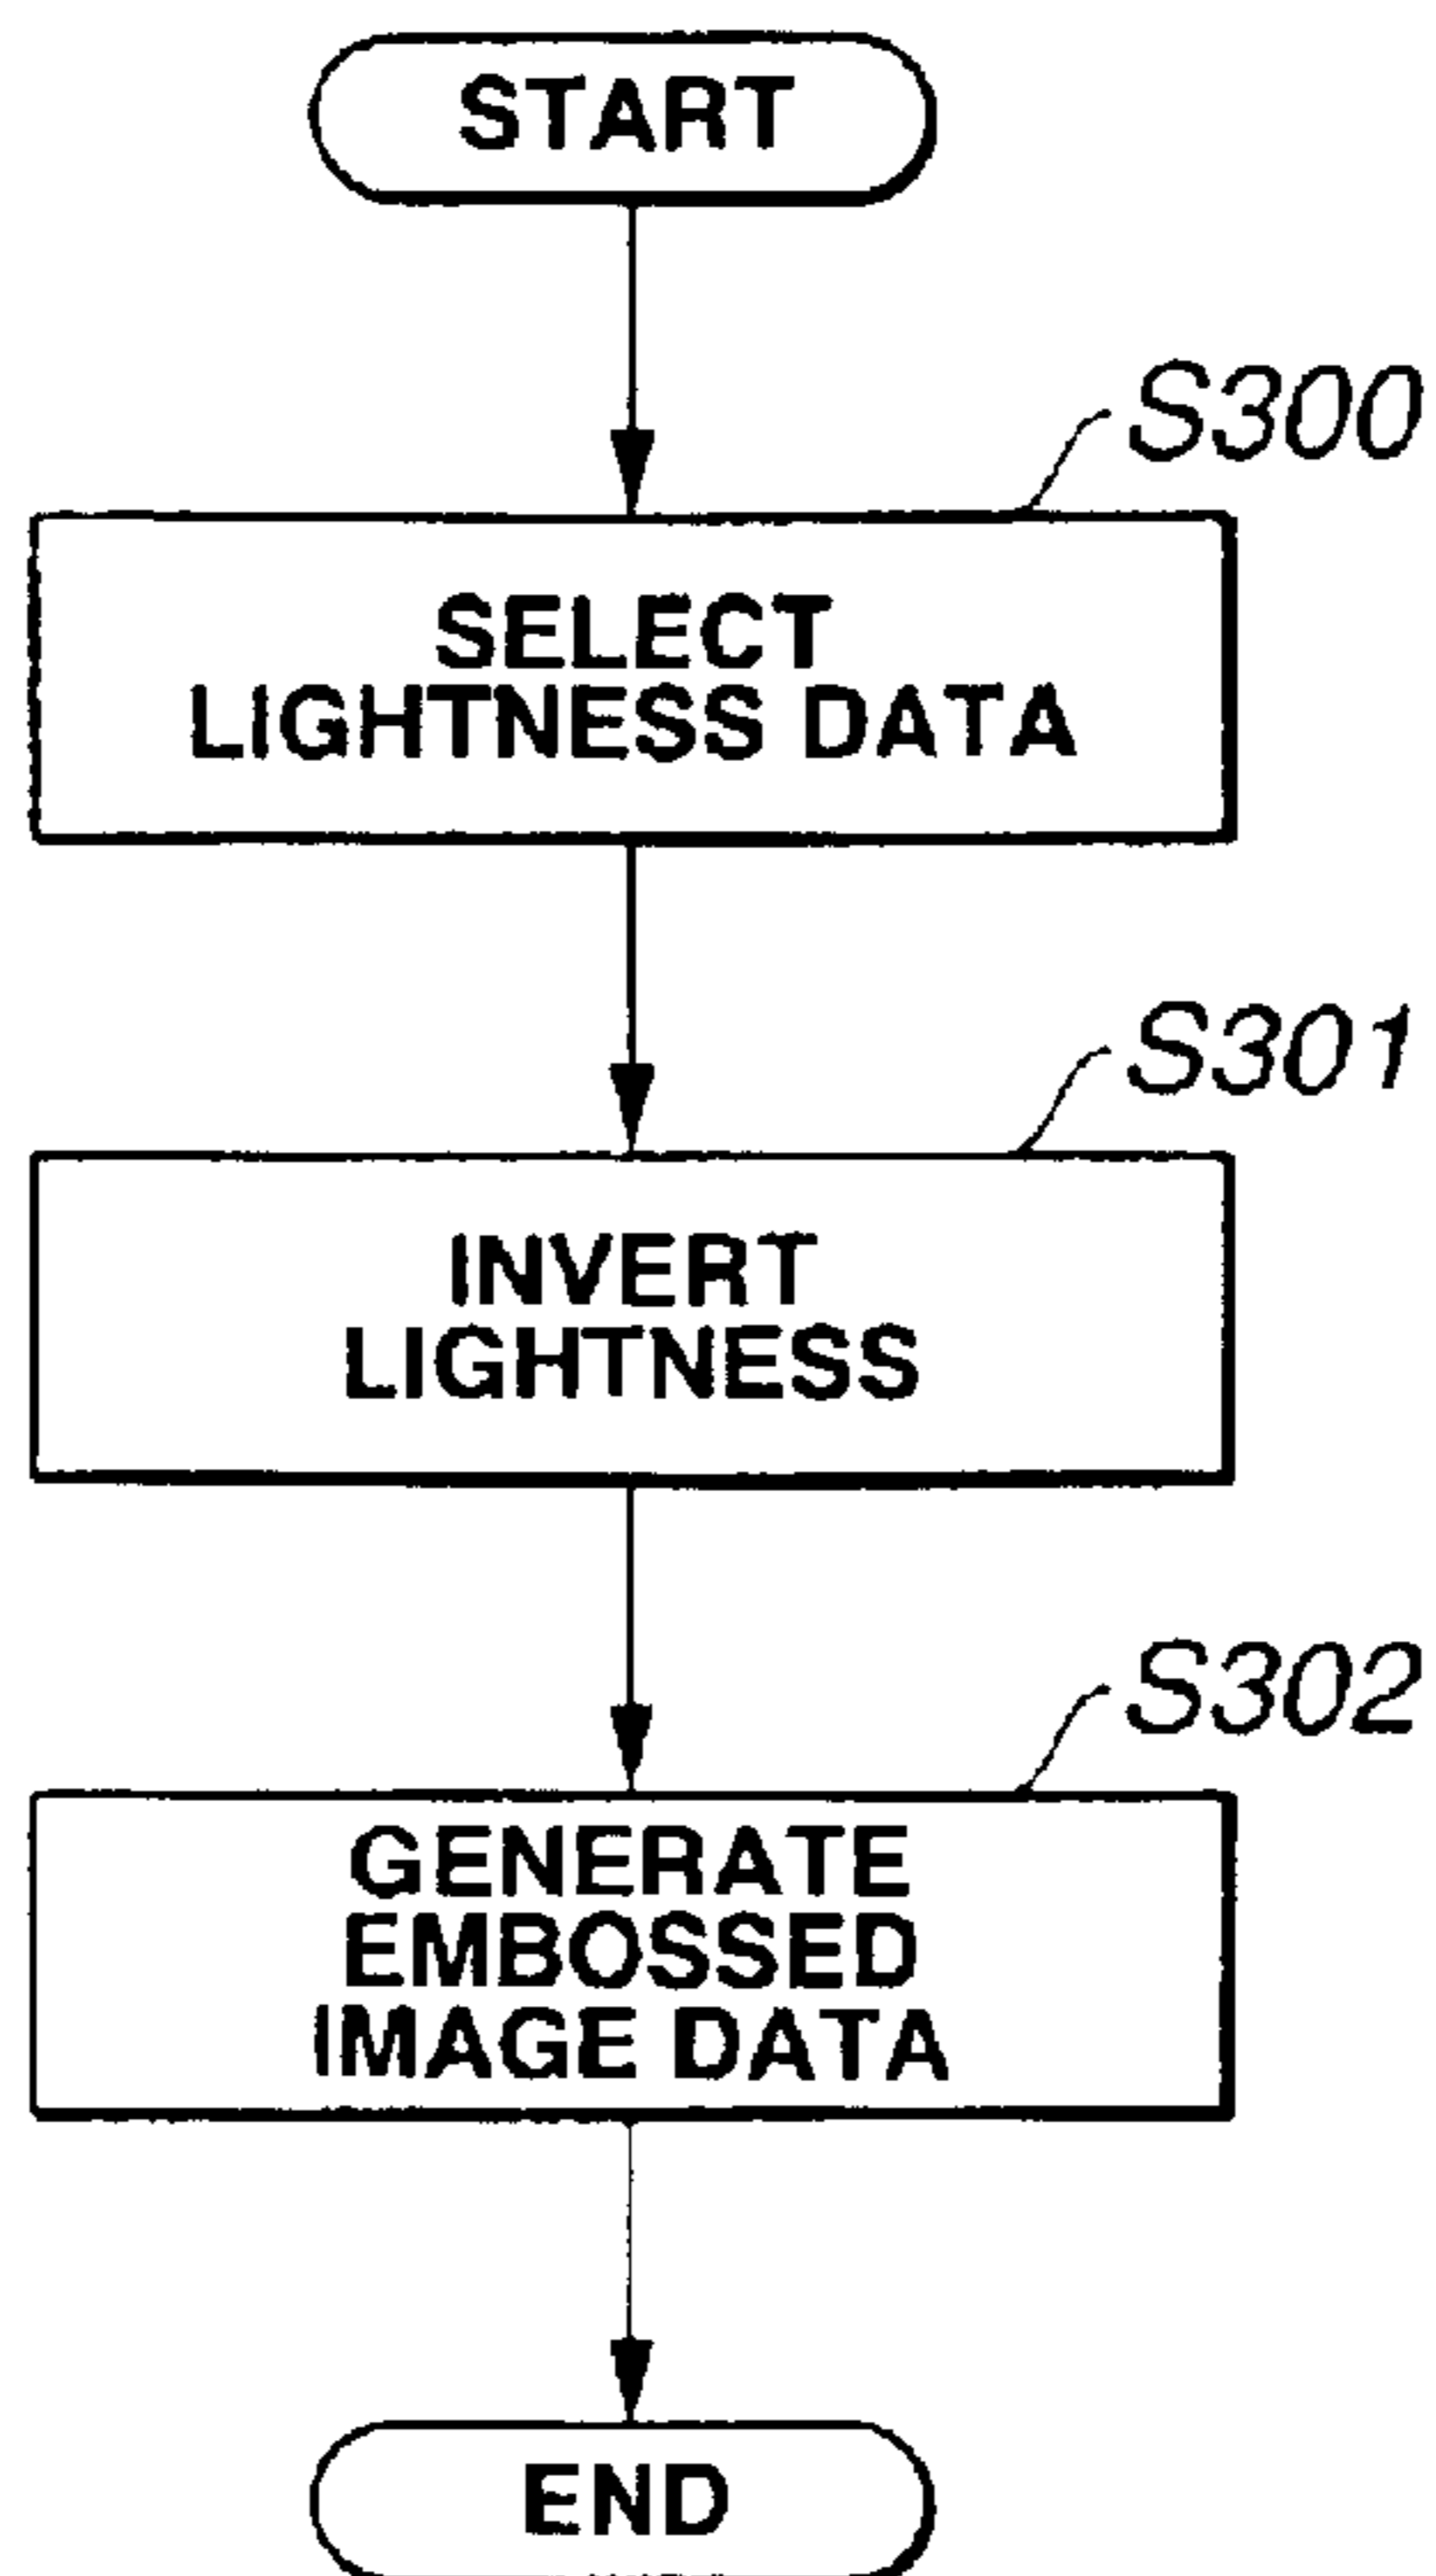 START
S300
SELECT
LIGHTNESS DATA
S301
INVERT
LIGHTNESS
S302
GENERATE
EMBOSSED
IMAGE DATA
END